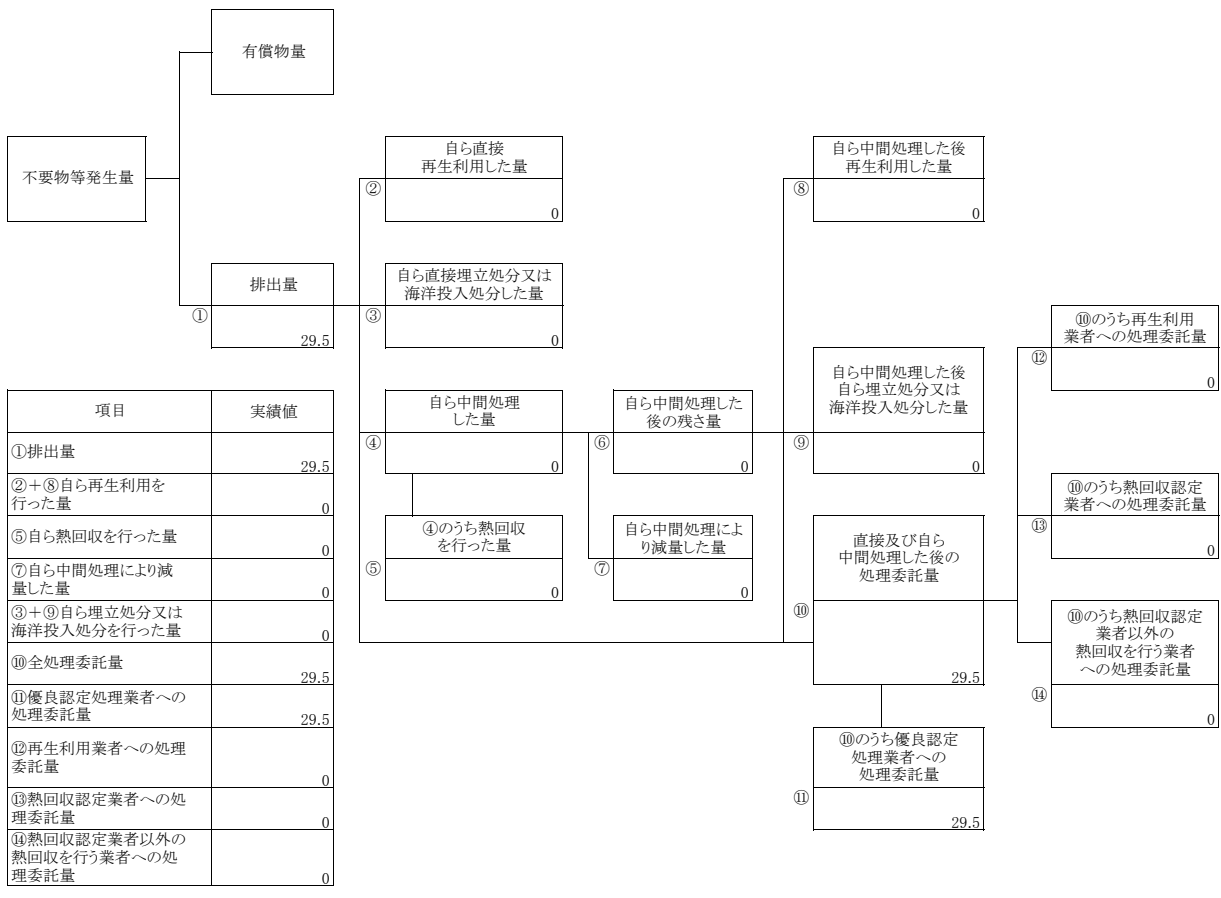 有償物量
不要物等発生量
排出量
①
29.5
自ら直接
再生利用した量
②
0
自ら直接埋立処分又は
海洋投入処分した量
③
0
自ら中間処理
した量
④
0
④のうち熱回収
を行った量
⑤
0
自ら中間処理した
後の残さ量
⑥
0
自ら中間処理によ
り減量した量
⑦
0
自ら中間処理した後
再生利用した量
⑧
0
自ら中間処理した後
自ら埋立処分又は
海洋投入処分した量
⑨
0
直接及び自ら
中間処理した後の
処理委託量
⑩
29.5
⑩のうち優良認定
処理業者への
処理委託量
⑪
29.5
⑩のうち再生利用
業者への処理委託量
⑫
0
⑩のうち熱回収認定
業者への処理委託量
⑬
0
⑩のうち熱回収認定
業者以外の
熱回収を行う業者
への処理委託量
⑭
0
項目 実績値
①排出量
29.5
②＋⑧自ら再生利用を
行った量
0
⑤自ら熱回収を行った量
0
⑦自ら中間処理により減
量した量
0
③＋⑨自ら埋立処分又は
海洋投入処分を行った量
0
⑩全処理委託量
29.5
⑪優良認定処理業者への
処理委託量
29.5
⑫再生利用業者への処理
委託量
0
⑬熱回収認定業者への処
理委託量
0
⑭熱回収認定業者以外の
熱回収を行う業者への処
理委託量
0